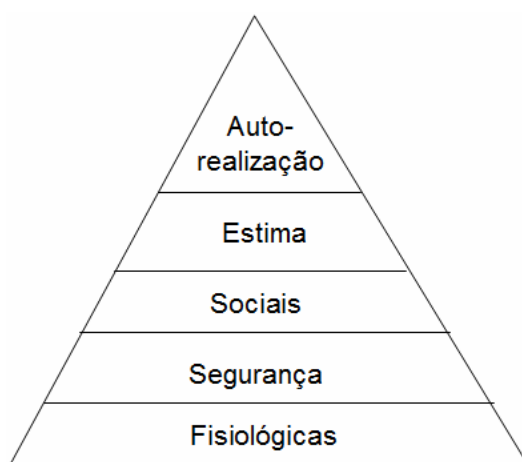 Auto-
realização
Estima
Sociais
Segurança
Fisiológicas